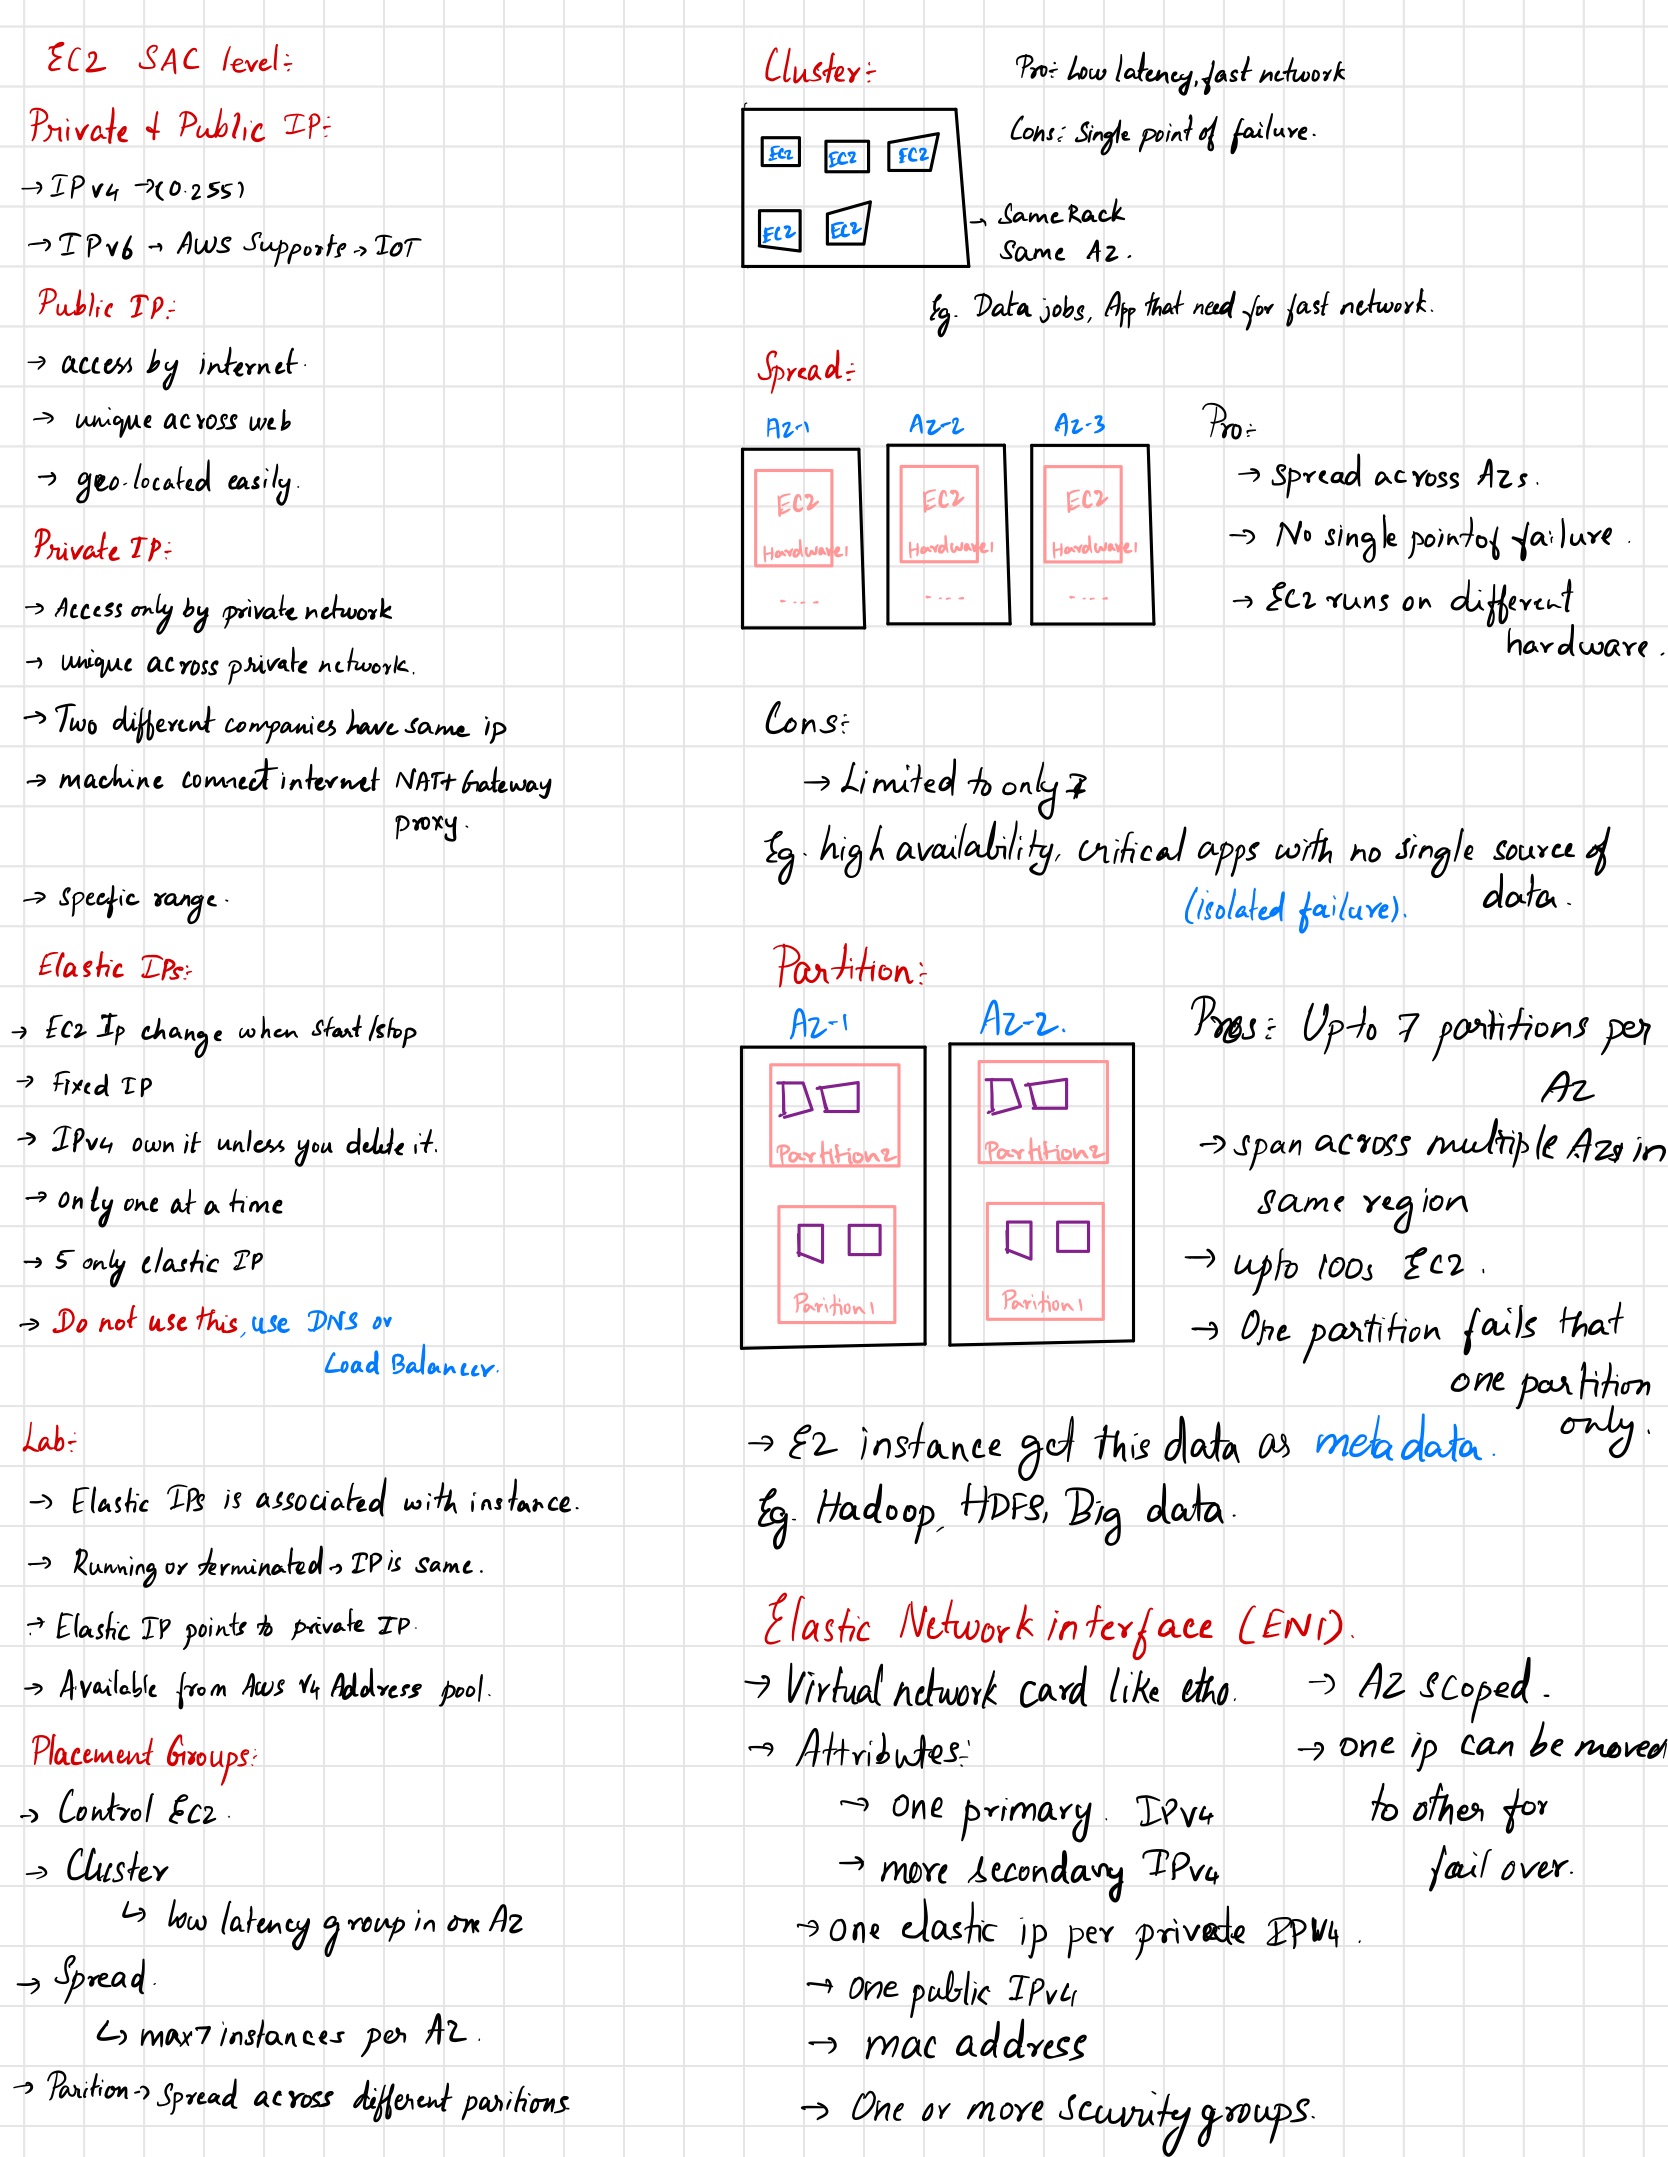 EC2 SAC level:
Private & Public IP:
→ IPv4 → (0.255)
→ IPv6 → AWS Supports → IoT
Public IP:
→ access by internet.
→ unique across web
→ geo-located easily.
Private IP:
→ Access only by private network
→ unique across private network.
→ Two different companies have same ip
→ machine connect internet NAT+ Gateway
proxy.
→ specfic range.
Elastic IPs:
→ EC2 Ip change when start/stop
→ Fixed IP
→ IPv4 own it unless you delete it.
→ only one at a time
→ 5 only elastic IP
→ Do not use this, use DNS or
Load Balancer.
Lab:
→ Elastic IPs is associated with instance.
→ Running or terminated → IP is same.
→ Elastic IP points to private IP.
→ Available from Aws V4 Address pool.
Placement Groups:
→ Control EC2.
→ Cluster
↳ low latency group in one AZ
→ Spread.
↳ max 7 instances per AZ.
→ Parition → Spread across different paritions
Cluster:
Pro: Low latency, fast network
Cons: Single point of failure.
EC2 EC2 EC2
EC2 EC2
→ Same Rack
Same AZ.
Eg. Data jobs, App that need for fast network.
Spread:
AZ-1 AZ-2 AZ-3
EC2 EC2 EC2
Hardware1 Hardware1 Hardware1
Pro:
→ spread across AZs.
→ No single point of failure.
→ EC2 runs on different
hardware.
Cons:
→ Limited to only 7
Eg. high availability, critical apps with no single source of
data.
(isolated failure).
Partition:
AZ-1 AZ-2.
Partition2 Partition2
Parition1 Parition1
Pros: Upto 7 partitions per
AZ
→ span across multiple AZs in
same region
→ upto 100s EC2.
→ One partition fails that
one partition
only.
→ E2 instance get this data as metadata.
Eg. Hadoop, HDFS, Big data.
Elastic Network interface (ENI).
→ Virtual network card like eth0.
→ Attributes:
→ one primary IPv4
→ more secondary IPv4
→ one elastic ip per private IPV4.
→ one public IPv4
→ mac address
→ One or more security groups.
→ AZ scoped.
→ one ip can be moved
to other for
fail over.